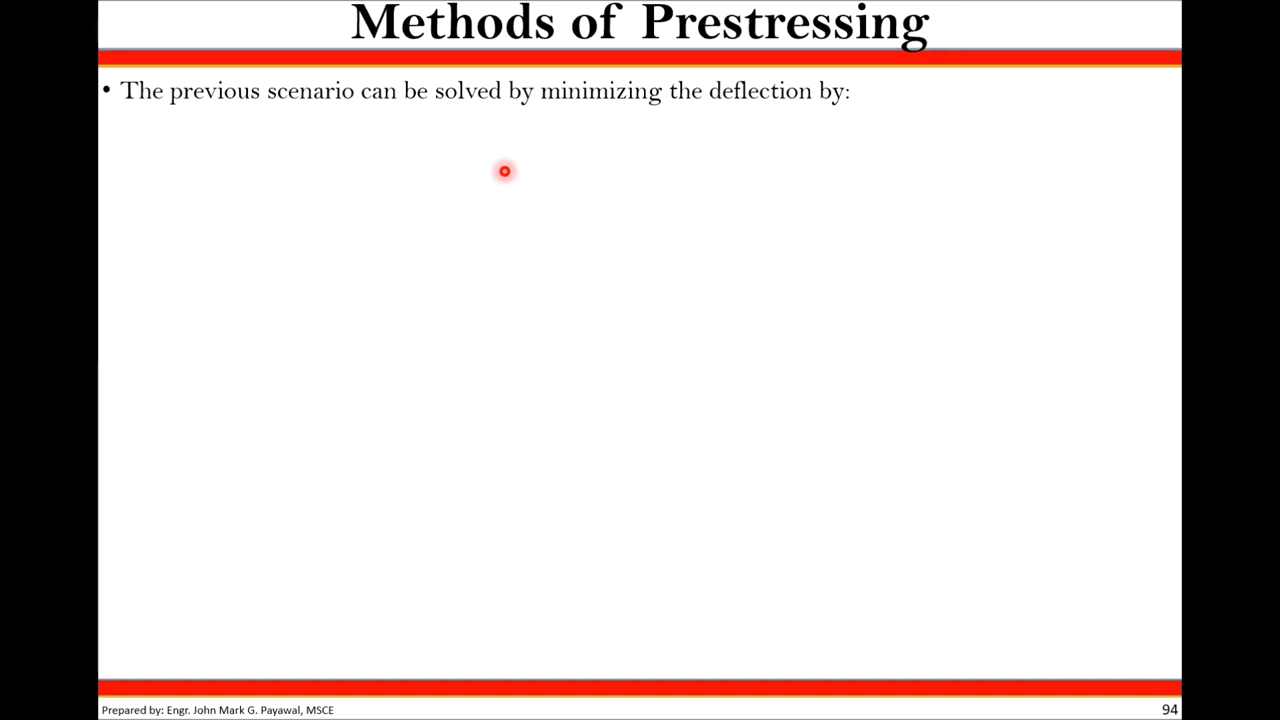 Methods of Prestressing
• The previous scenario can be solved by minimizing the deflection by:
Prepared by: Engr. John Mark G. Payawal, MSCE
94